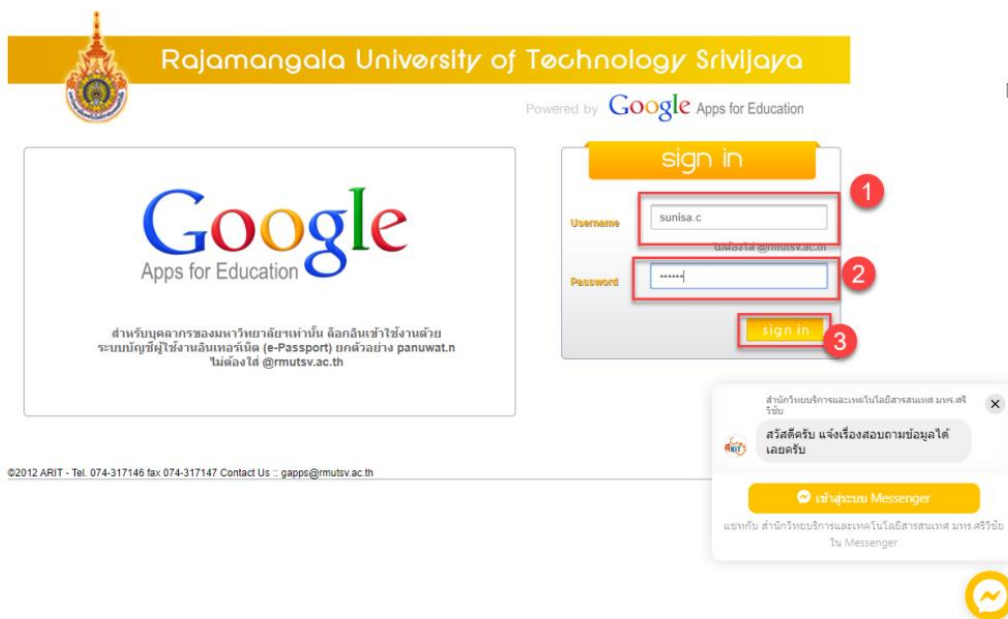 Rajamangala University of Technology Srivijaya
Powered by Google Apps for Education
Google
Apps for Education
สำหรับบุคลากรของมหาวิทยาลัยฯเท่านั้น ล็อกอินเข้าใช้งานด้วย
ระบบบัญชีผู้ใช้งานอินเทอร์เน็ต (e-Passport) ยกตัวอย่าง panuwat.n
ไม่ต้องใส่ @rmutsv.ac.th
sign in
1
Username
sunisa.c
ไม่ต้องใส่ @rmutsv.ac.th
Password
••••••
2
sign in
3
©2012 ARIT - Tel. 074-317146 fax 074-317147 Contact Us :: gapps@rmutsv.ac.th
สำนักวิทยบริการและเทคโนโลยีสารสนเทศ มทร.ศรี
วิชัย
ARIT
สวัสดีครับ แจ้งเรื่องสอบถามข้อมูลได้
เลยครับ
เข้าสู่ระบบ Messenger
แชทกับ สำนักวิทยบริการและเทคโนโลยีสารสนเทศ มทร.ศรีวิชัย
ใน Messenger